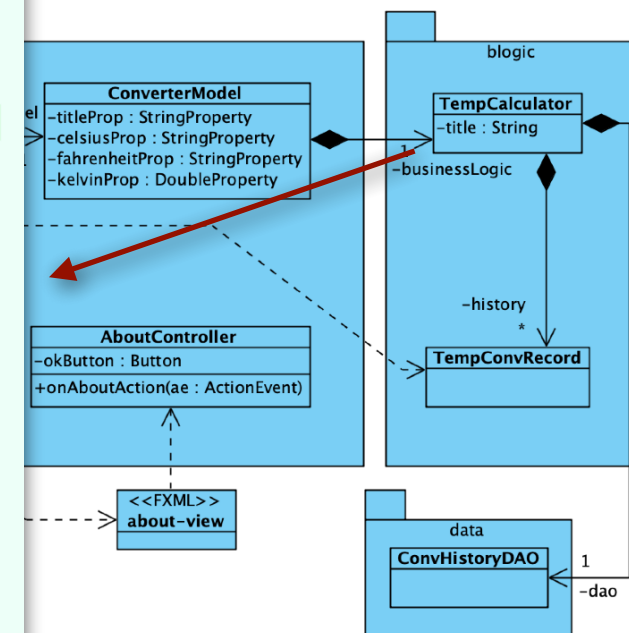 blogic
ConverterModel
-titleProp : StringProperty
-celsiusProp : StringProperty
-fahrenheitProp : StringProperty
-kelvinProp : DoubleProperty
el
TempCalculator
-title : String
1
-businessLogic
-history
*
AboutController
-okButton : Button
+onAboutAction(ae : ActionEvent)
TempConvRecord
<<FXML>>
about-view
data
ConvHistoryDAO
1
-dao